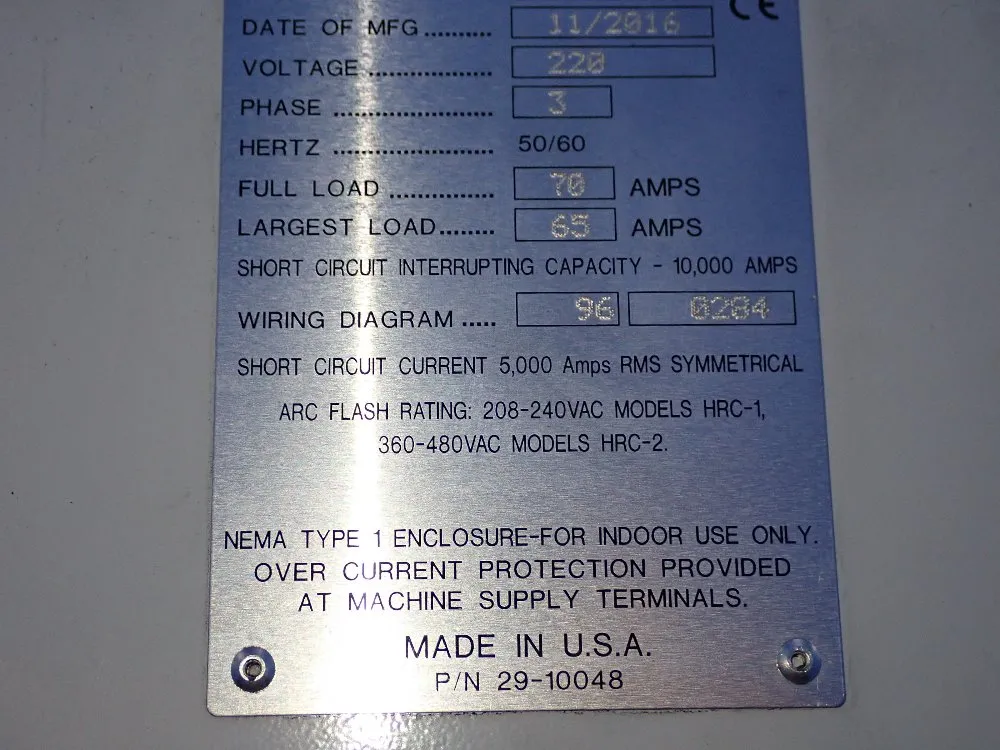 CE
DATE OF MFG.......... 11/2016
VOLTAGE.................. 220
PHASE ....................... 3
HERTZ ....................... 50/60
FULL LOAD ............... 70 AMPS
LARGEST LOAD........ 65 AMPS
SHORT CIRCUIT INTERRUPTING CAPACITY - 10,000 AMPS
WIRING DIAGRAM ..... 96 0284
SHORT CIRCUIT CURRENT 5,000 Amps RMS SYMMETRICAL
ARC FLASH RATING: 208-240VAC MODELS HRC-1,
360-480VAC MODELS HRC-2.
NEMA TYPE 1 ENCLOSURE-FOR INDOOR USE ONLY.
OVER CURRENT PROTECTION PROVIDED
AT MACHINE SUPPLY TERMINALS.
MADE IN U.S.A.
P/N 29-10048